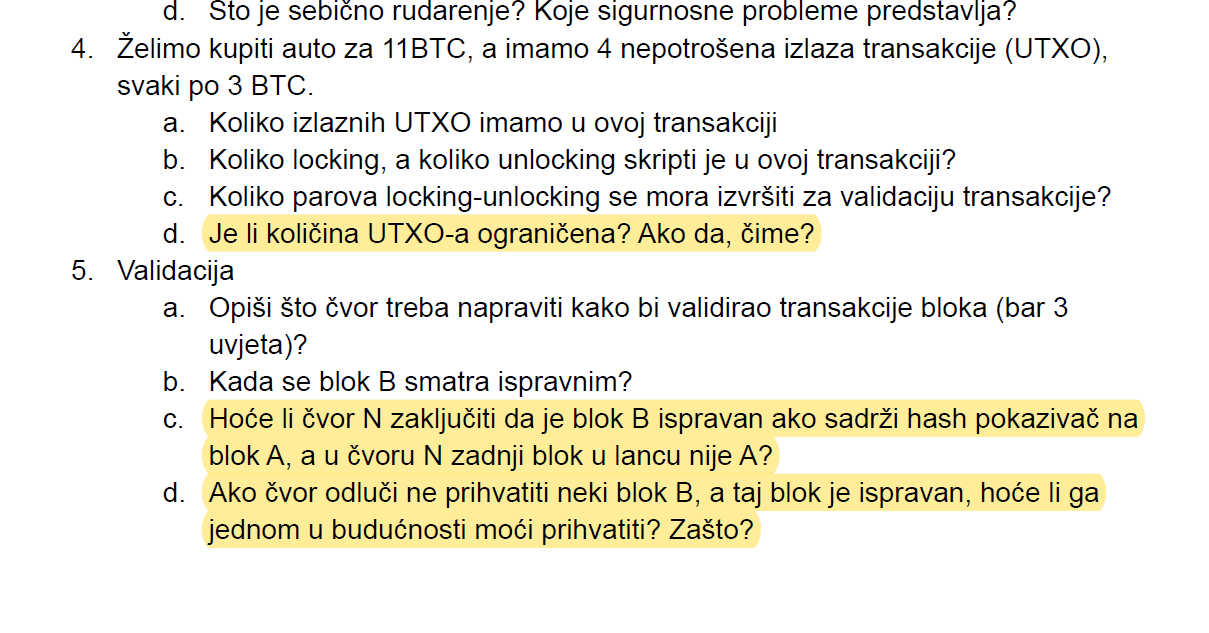 d. Što je sebično rudarenje? Koje sigurnosne probleme predstavlja?
4. Želimo kupiti auto za 11BTC, a imamo 4 nepotrošena izlaza transakcije (UTXO),
svaki po 3 BTC.
a. Koliko izlaznih UTXO imamo u ovoj transakciji
b. Koliko locking, a koliko unlocking skripti je u ovoj transakciji?
c. Koliko parova locking-unlocking se mora izvršiti za validaciju transakcije?
d. Je li količina UTXO-a ograničena? Ako da, čime?
5. Validacija
a. Opiši što čvor treba napraviti kako bi validirao transakcije bloka (bar 3
uvjeta)?
b. Kada se blok B smatra ispravnim?
c. Hoće li čvor N zaključiti da je blok B ispravan ako sadrži hash pokazivač na
blok A, a u čvoru N zadnji blok u lancu nije A?
d. Ako čvor odluči ne prihvatiti neki blok B, a taj blok je ispravan, hoće li ga
jednom u budućnosti moći prihvatiti? Zašto?